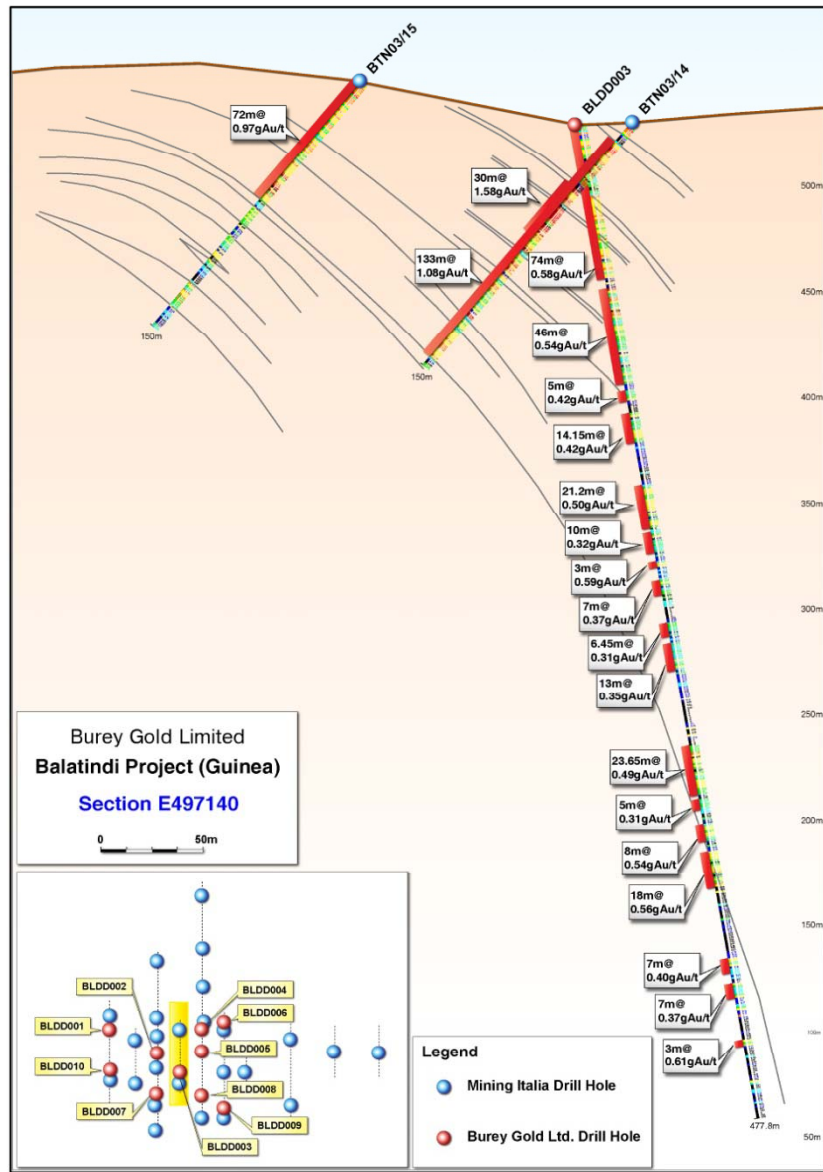 BTN03/15
BLDD003
BTN03/14
72m@
0.97gAu/t
30m@
1.58gAu/t
133m@
1.08gAu/t
74m@
0.58gAu/t
46m@
0.54gAu/t
5m@
0.42gAu/t
14.15m@
0.42gAu/t
21.2m@
0.50gAu/t
10m@
0.32gAu/t
3m@
0.59gAu/t
7m@
0.37gAu/t
6.45m@
0.31gAu/t
13m@
0.35gAu/t
23.65m@
0.49gAu/t
5m@
0.31gAu/t
8m@
0.54gAu/t
18m@
0.56gAu/t
7m@
0.40gAu/t
7m@
0.37gAu/t
3m@
0.61gAu/t
150m
150m
477.8m
500m
450m
400m
350m
300m
250m
200m
150m
100m
50m
Burey Gold Limited
Balatindi Project (Guinea)
Section E497140
0 50m
BLDD002
BLDD004
BLDD006
BLDD001
BLDD005
BLDD010
BLDD008
BLDD007
BLDD009
BLDD003
Legend
Mining Italia Drill Hole
Burey Gold Ltd. Drill Hole